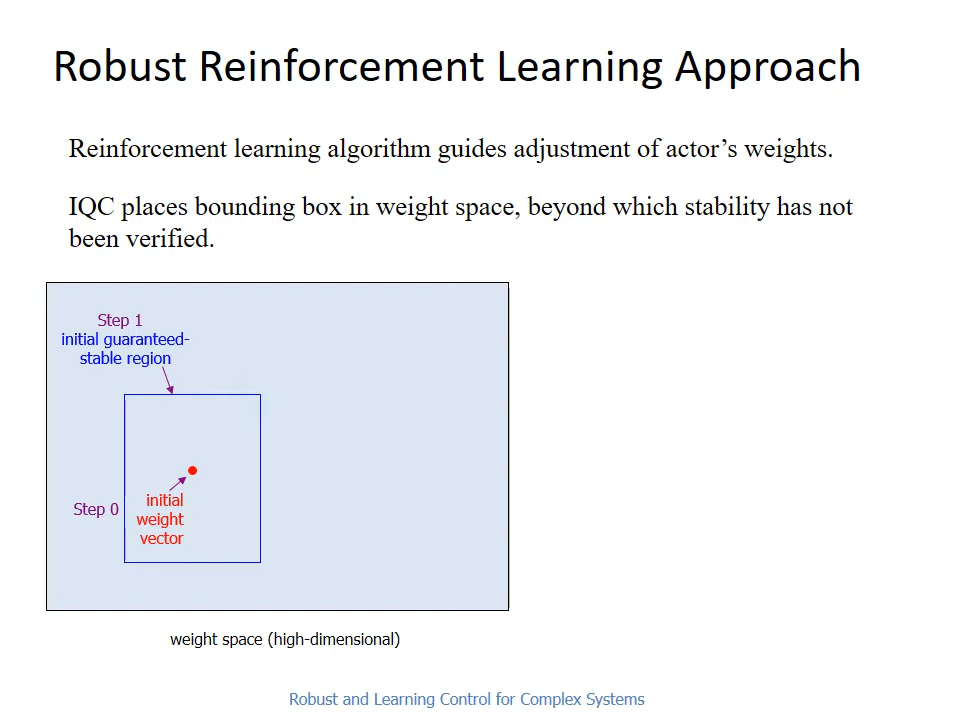 Robust Reinforcement Learning Approach
Reinforcement learning algorithm guides adjustment of actor’s weights.
IQC places bounding box in weight space, beyond which stability has not
been verified.
Step 1
initial guaranteed-
stable region
Step 0
initial
weight
vector
weight space (high-dimensional)
Robust and Learning Control for Complex Systems